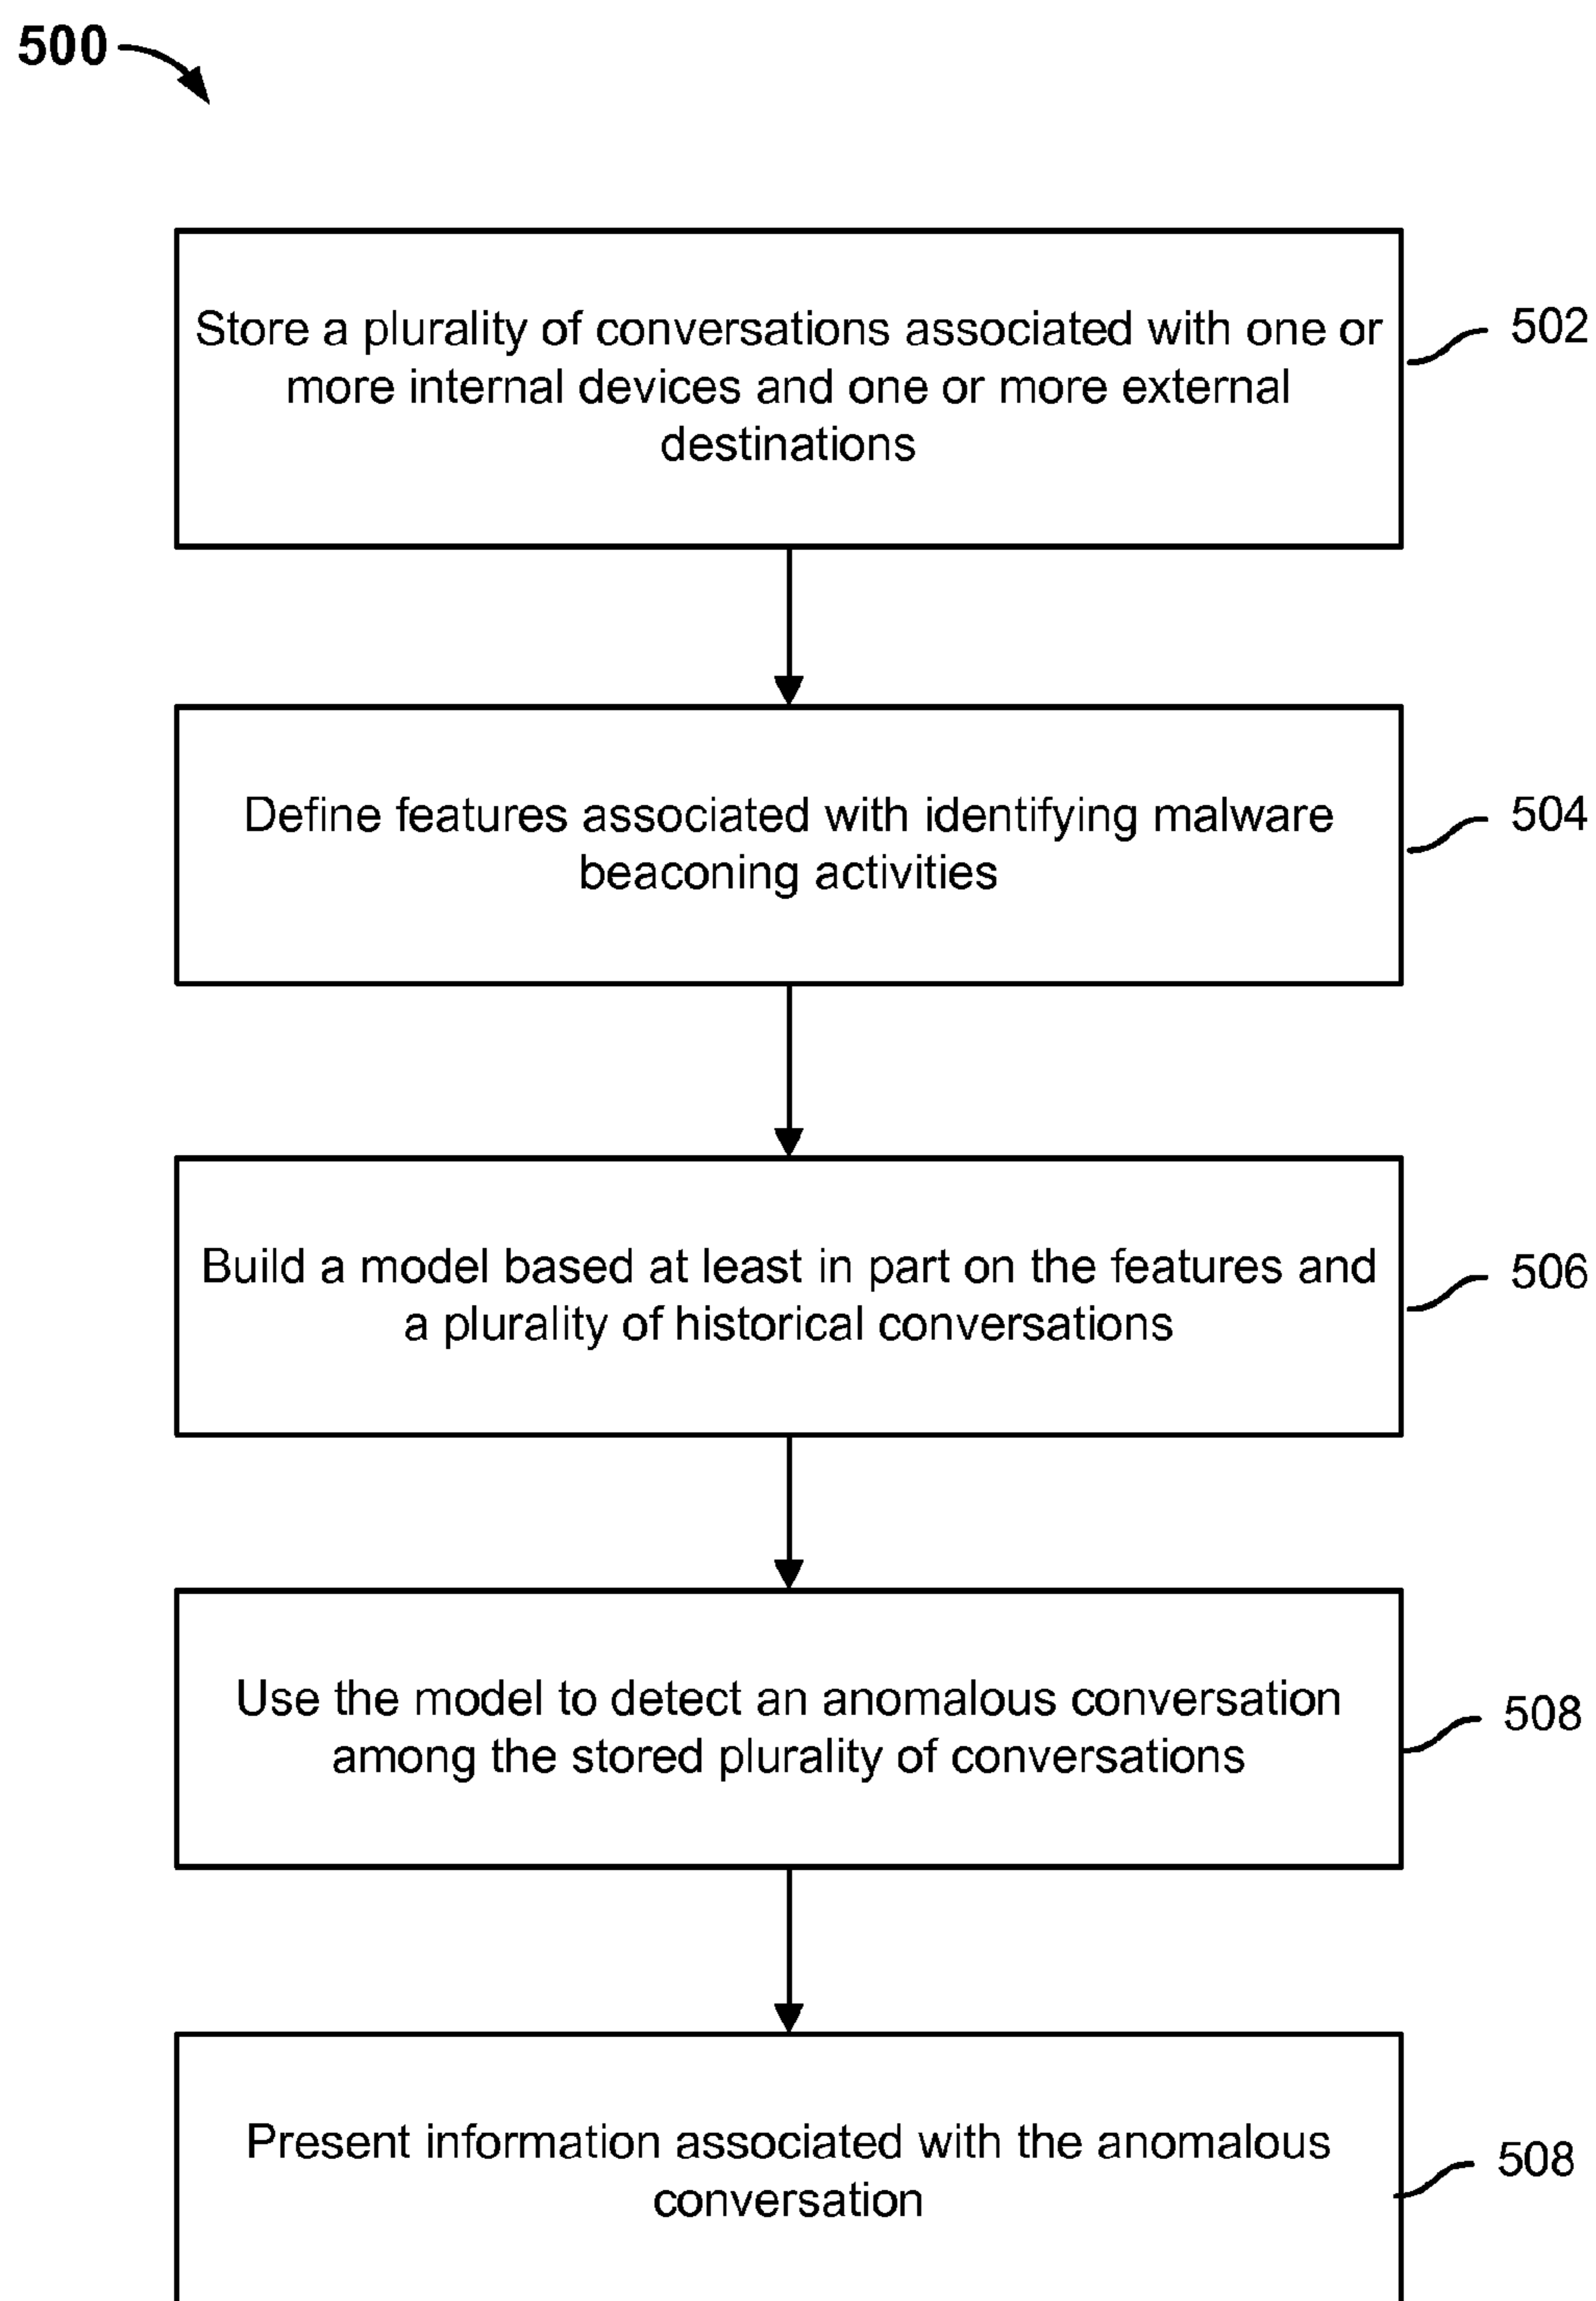 500
Store a plurality of conversations associated with one or
more internal devices and one or more external
destinations
502
Define features associated with identifying malware
beaconing activities
504
Build a model based at least in part on the features and
a plurality of historical conversations
506
Use the model to detect an anomalous conversation
among the stored plurality of conversations
508
Present information associated with the anomalous
conversation
508